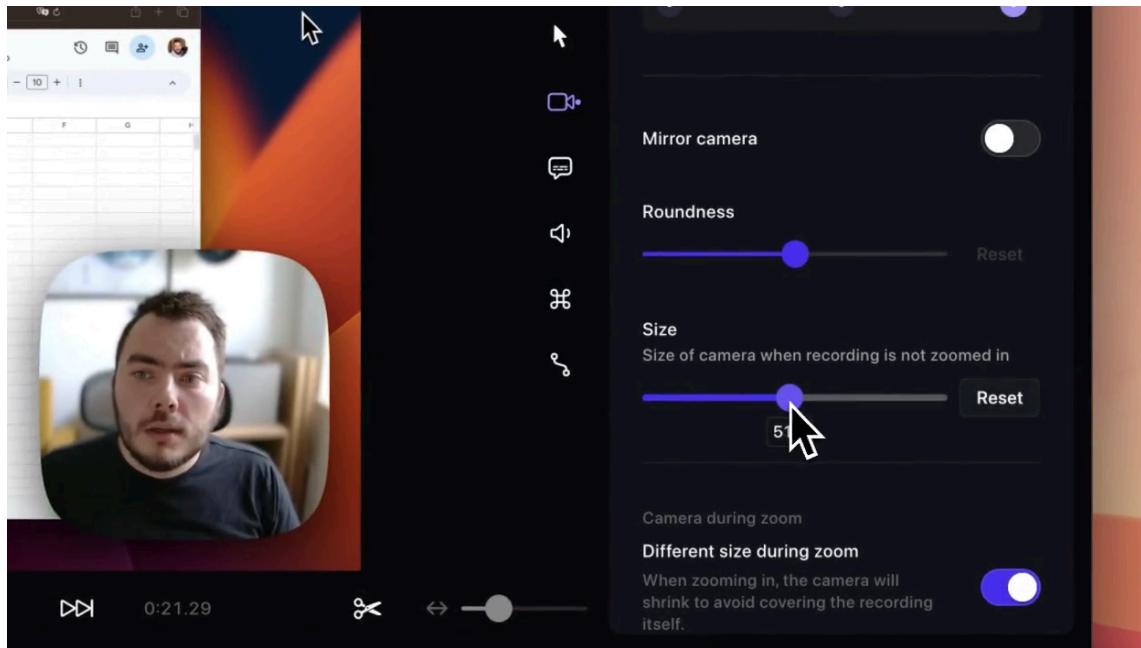 10
F
G
H
Mirror camera
Roundness
Reset
Size
Size of camera when recording is not zoomed in
Reset
51
Camera during zoom
Different size during zoom
When zooming in, the camera will
shrink to avoid covering the recording
itself.
0:21.29